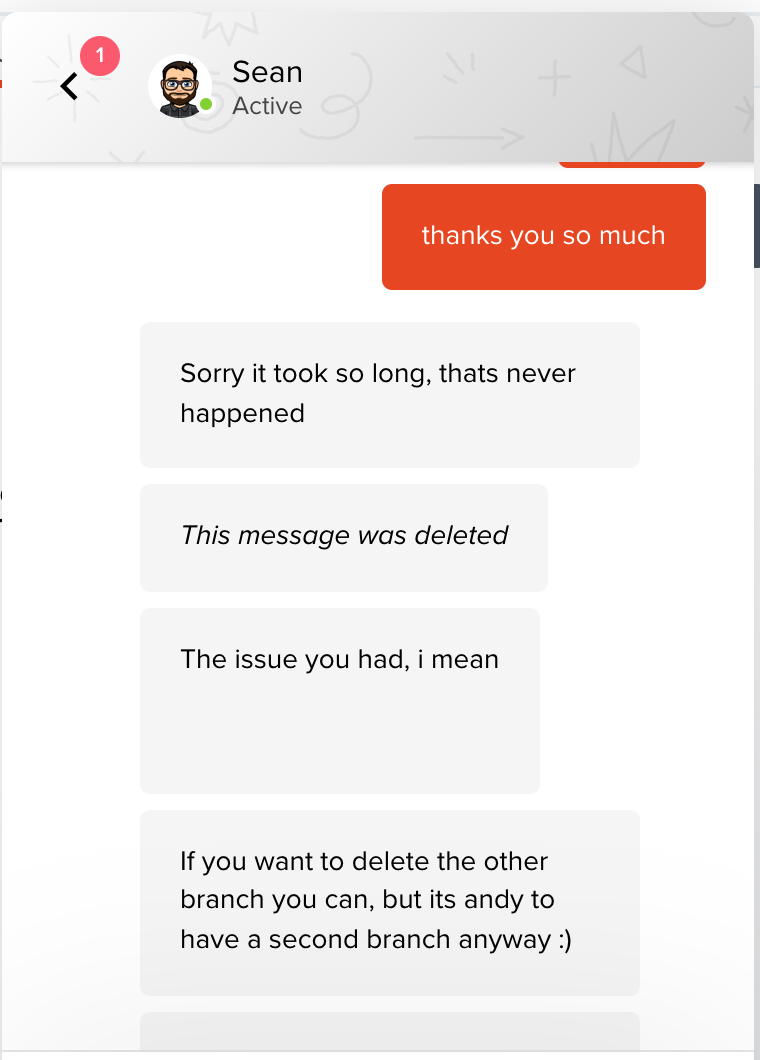 1
Sean
Active
thanks you so much
Sorry it took so long, thats never
happened
This message was deleted
The issue you had, i mean
If you want to delete the other
branch you can, but its andy to
have a second branch anyway :)